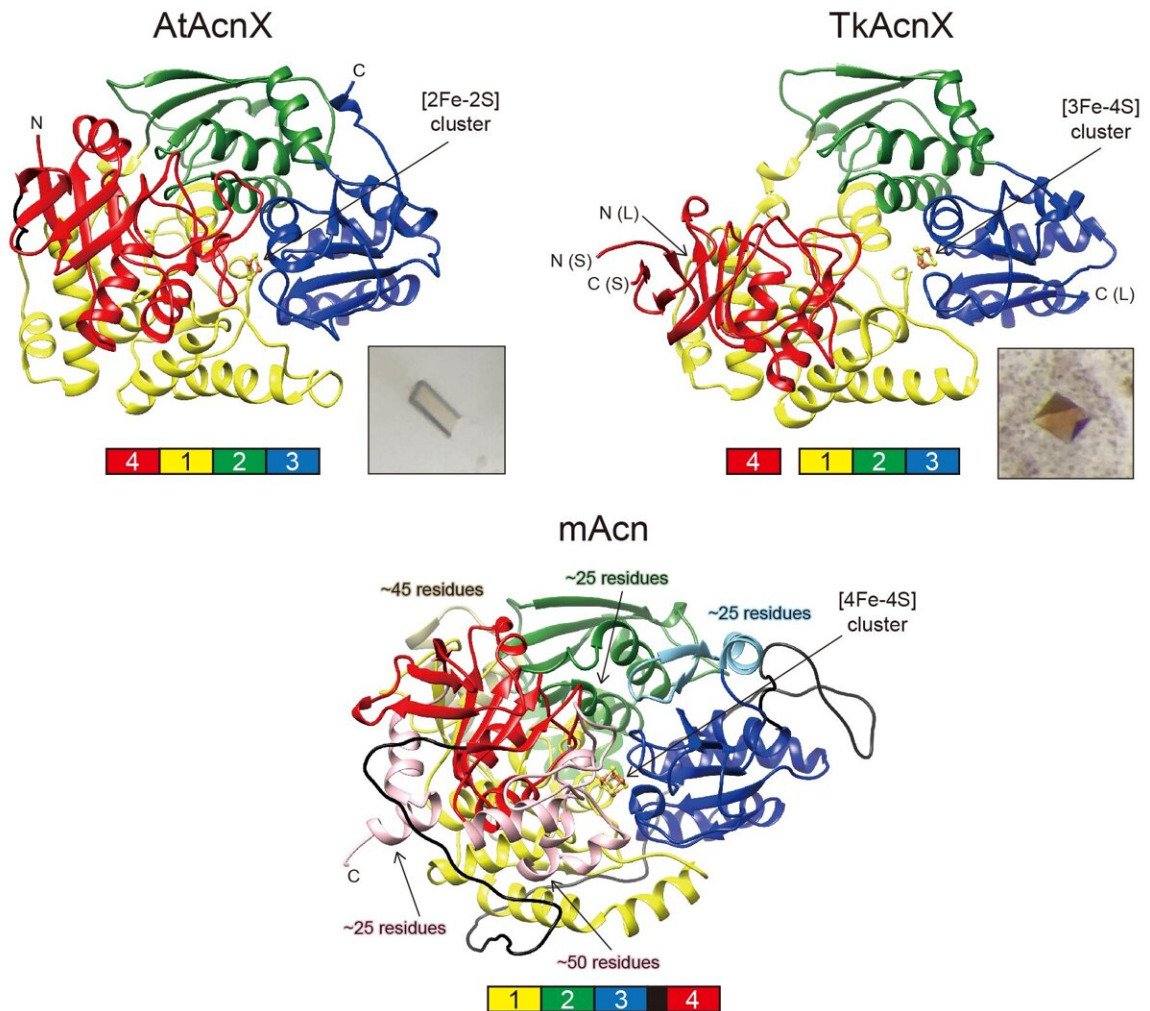 AtAcnX
TkAcnX
C
N
[2Fe-2S]
cluster
[3Fe-4S]
cluster
N (L)
N (S)
C (S)
C (L)
4 1 2 3
4 1 2 3
mAcn
~45 residues
~25 residues
~25 residues
[4Fe-4S]
cluster
C
~25 residues
~50 residues
1 2 3 4